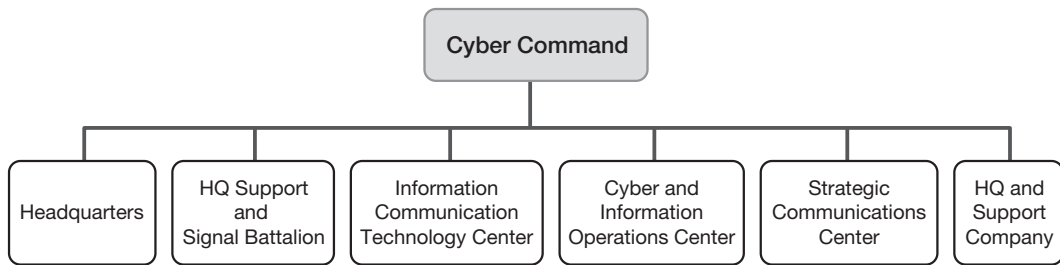 Cyber Command
Headquarters
HQ Support
and
Signal Battalion
Information
Communication
Technology Center
Cyber and
Information
Operations Center
Strategic
Communications
Center
HQ and
Support
Company